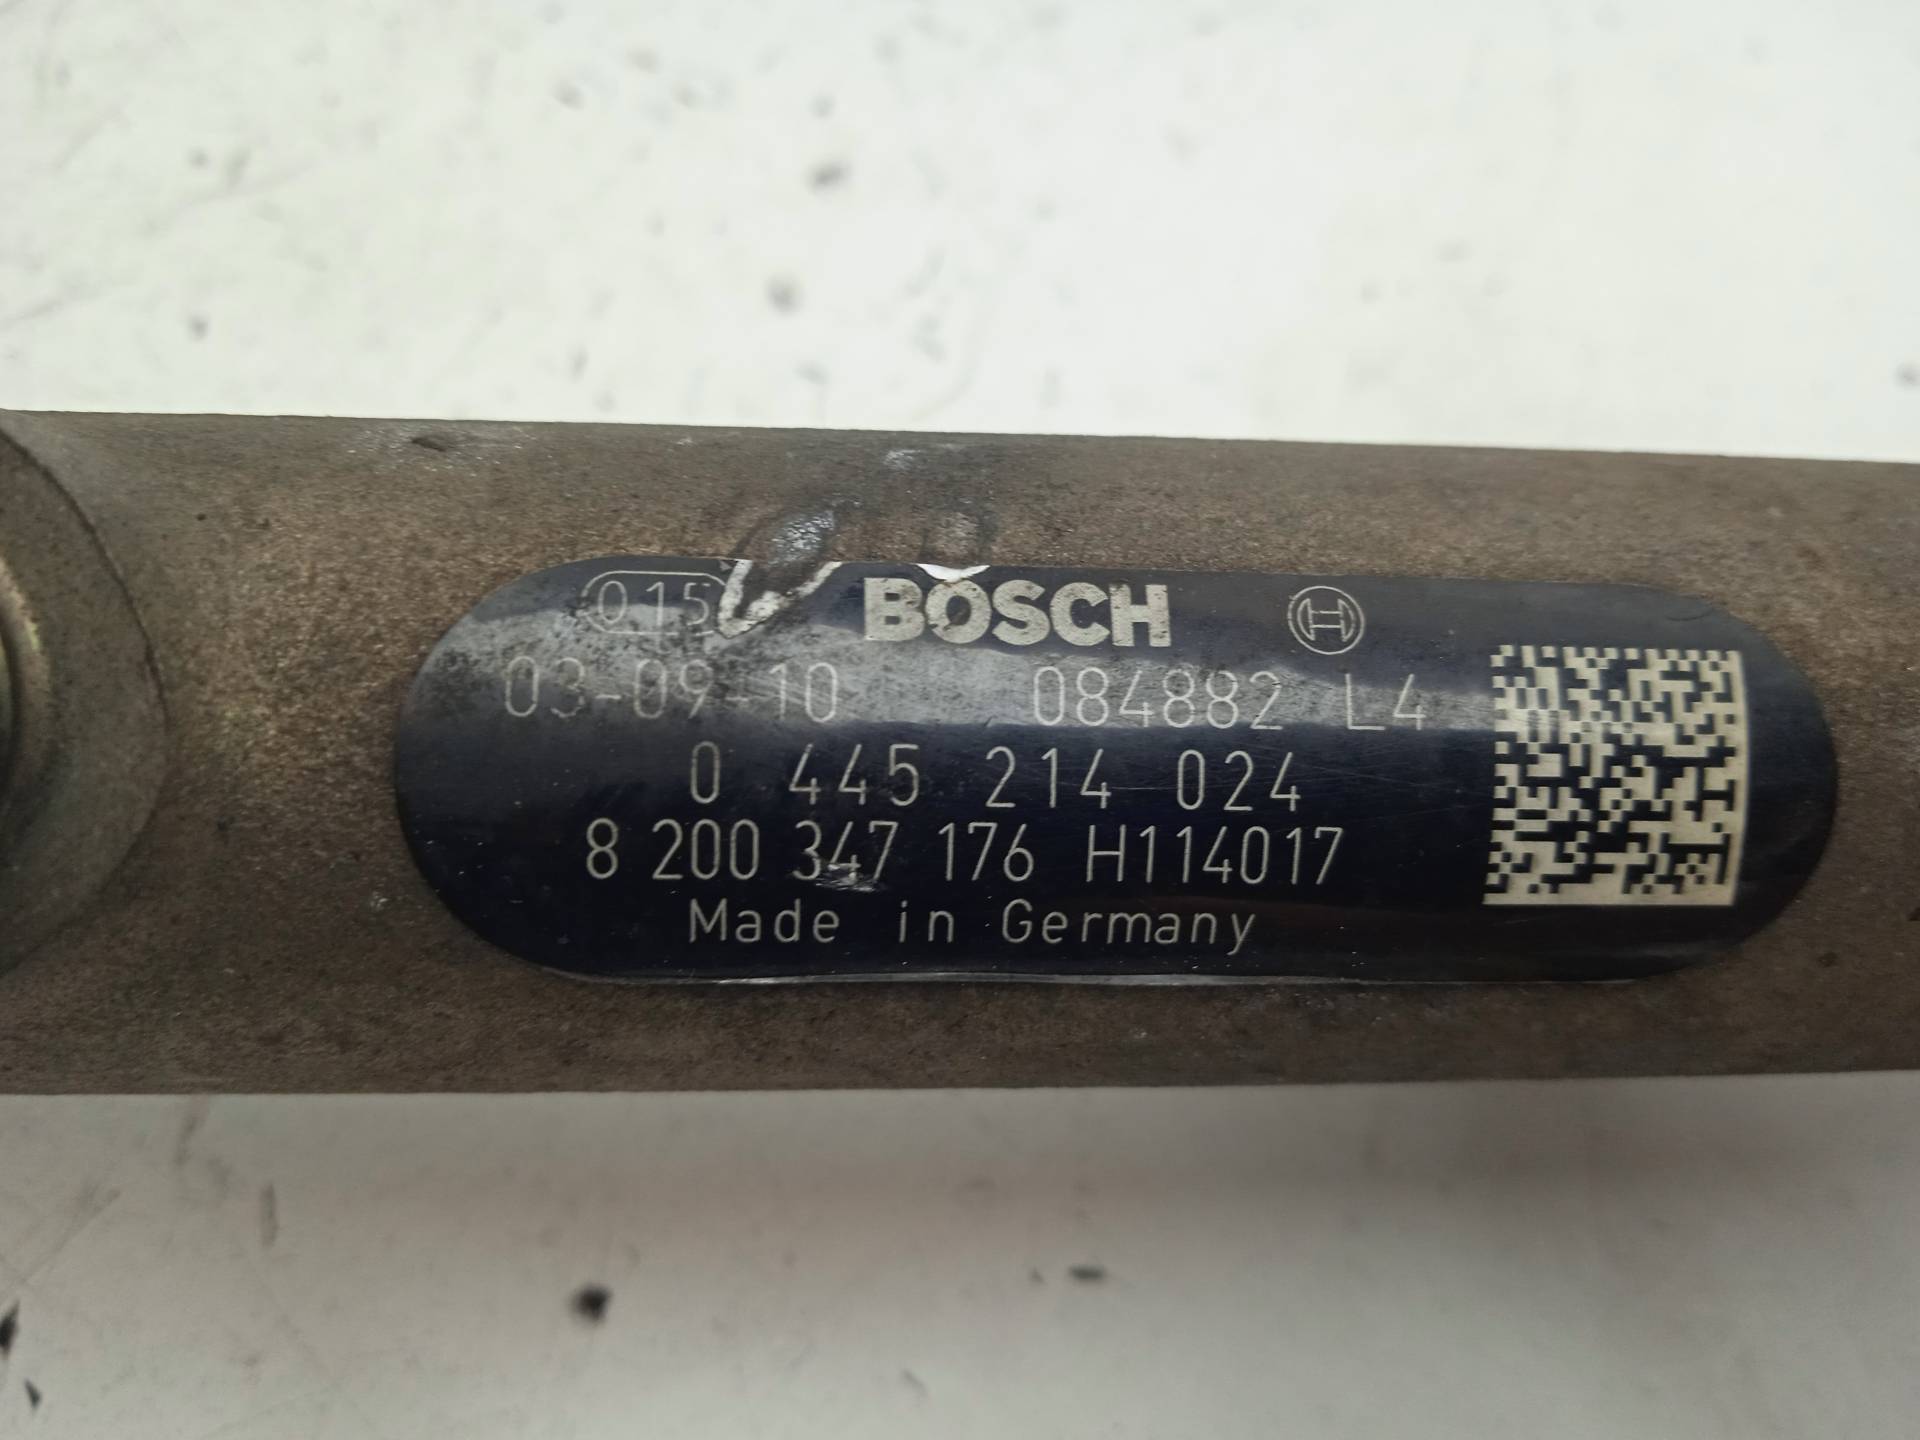 015 BOSCH
03-09-10 084882 L4
0 445 214 024
8 200 347 176 H114017
Made in Germany